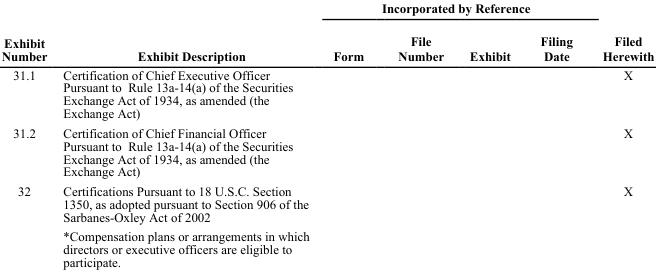 Incorporated by Reference
Exhibit Number Exhibit Description Form File Number Exhibit Filing Date Filed Herewith
31.1 Certification of Chief Executive Officer X
Pursuant to Rule 13a-14(a) of the Securities
Exchange Act of 1934, as amended (the
Exchange Act)
31.2 Certification of Chief Financial Officer X
Pursuant to Rule 13a-14(a) of the Securities
Exchange Act of 1934, as amended (the
Exchange Act)
32 Certifications Pursuant to 18 U.S.C. Section X
1350, as adopted pursuant to Section 906 of the
Sarbanes-Oxley Act of 2002
*Compensation plans or arrangements in which
directors or executive officers are eligible to
participate.